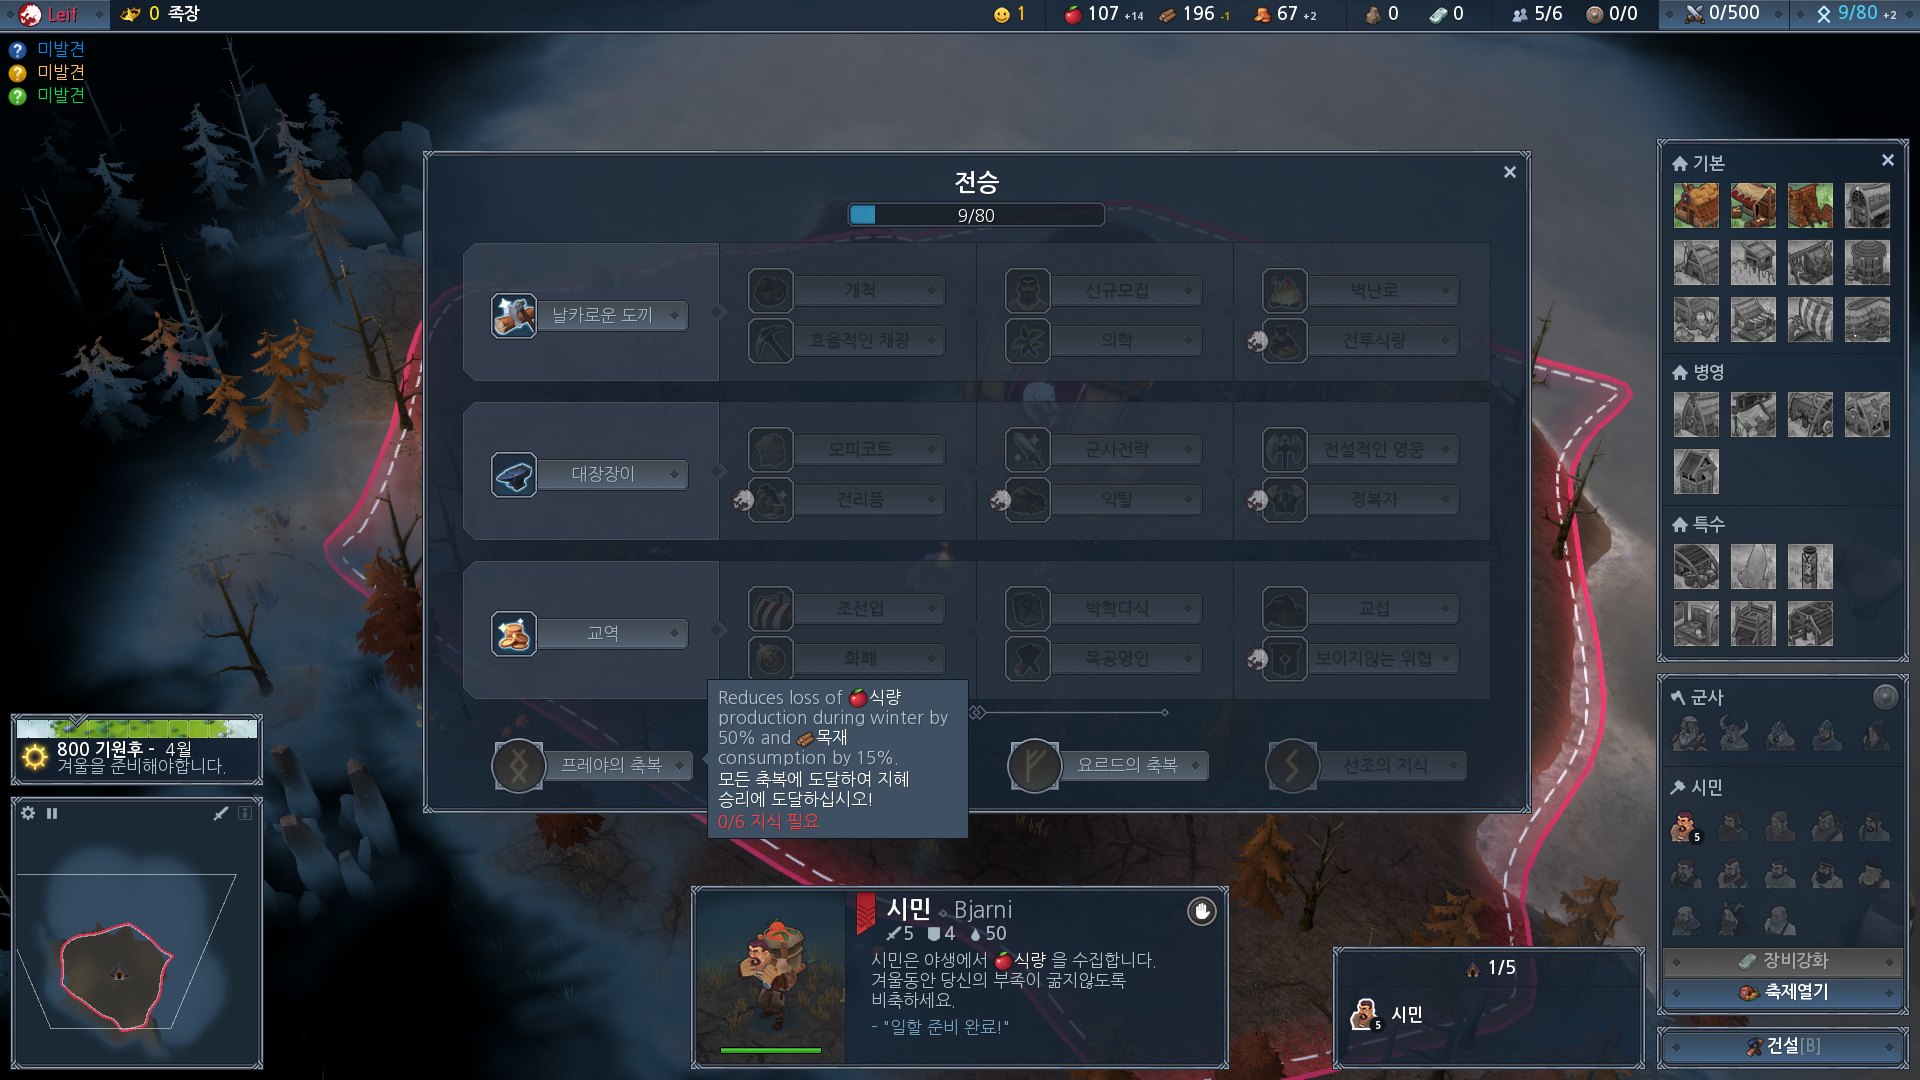 Leif
0 족장
1
107 +14
196 -1
67 +2
0
0
5/6
0/0
0/500
9/80 +2
미발견
미발견
미발견
전승
9/80
날카로운 도끼
개척
신규모집
벽난로
효율적인 채광
의학
전투식량
대장장이
모피코트
군사전략
전설적인 영웅
전리품
약탈
정복자
교역
조선업
박학다식
교섭
화폐
목공명인
보이지않는 위협
프레야의 축복
요르드의 축복
선조의 지식
Reduces loss of 식량
production during winter by
50% and 목재
consumption by 15%.
모든 축복에 도달하여 지혜
승리에 도달하십시오!
0/6 지식 필요
기본
병영
특수
군사
시민
5
장비강화
축제열기
건설[B]
800 기원후 - 4월
겨울을 준비해야합니다.
시민 Bjarni
5 4 50
시민은 야생에서 식량 을 수집합니다.
겨울동안 당신의 부족이 굶지않도록
비축하세요.
- "일할 준비 완료!"
1/5
5 시민